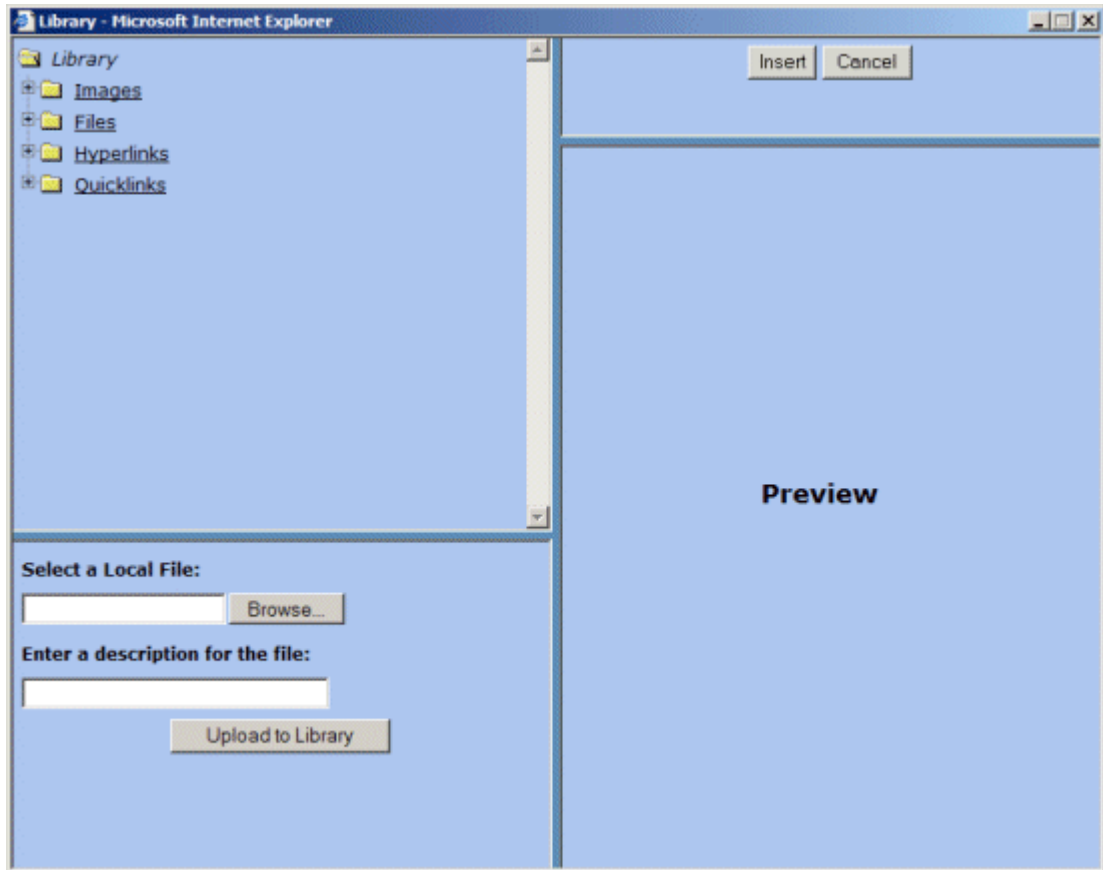 Library - Microsoft Internet Explorer
Library
Images
Files
Hyperlinks
Quicklinks
Insert Cancel
Preview
Select a Local File:
Browse...
Enter a description for the file:
Upload to Library